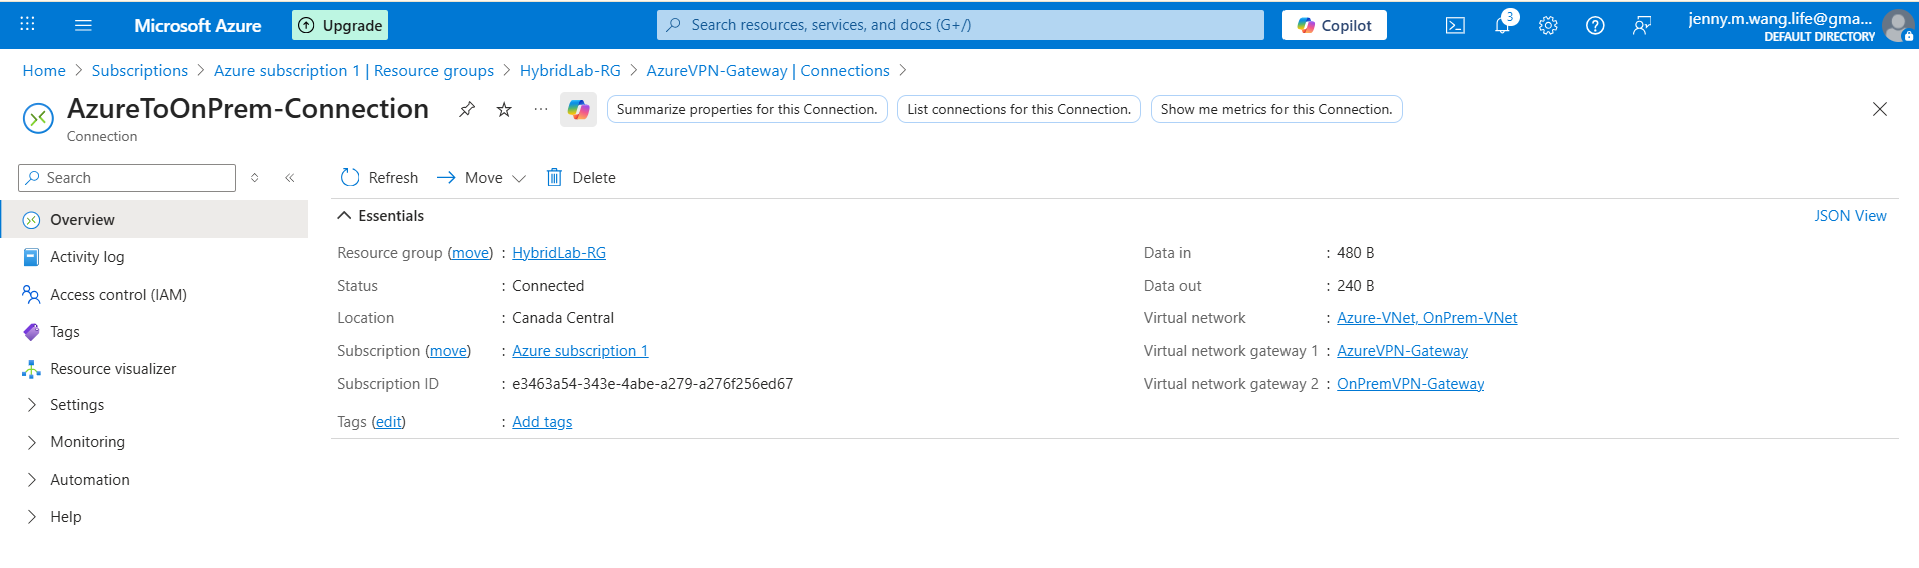 Microsoft Azure
Upgrade
Search resources, services, and docs (G+/)
Copilot
3
jenny.m.wang.life@gma...
DEFAULT DIRECTORY
Home > Subscriptions > Azure subscription 1 | Resource groups > HybridLab-RG > AzureVPN-Gateway | Connections >
AzureToOnPrem-Connection
Connection
...
Summarize properties for this Connection.
List connections for this Connection.
Show me metrics for this Connection.
Search
Refresh
Move
Delete
Overview
Activity log
Access control (IAM)
Tags
Resource visualizer
Settings
Monitoring
Automation
Help
Essentials
JSON View
Resource group (move) : HybridLab-RG
Status : Connected
Location : Canada Central
Subscription (move) : Azure subscription 1
Subscription ID : e3463a54-343e-4abe-a279-a276f256ed67
Tags (edit) : Add tags
Data in : 480 B
Data out : 240 B
Virtual network : Azure-VNet, OnPrem-VNet
Virtual network gateway 1 : AzureVPN-Gateway
Virtual network gateway 2 : OnPremVPN-Gateway